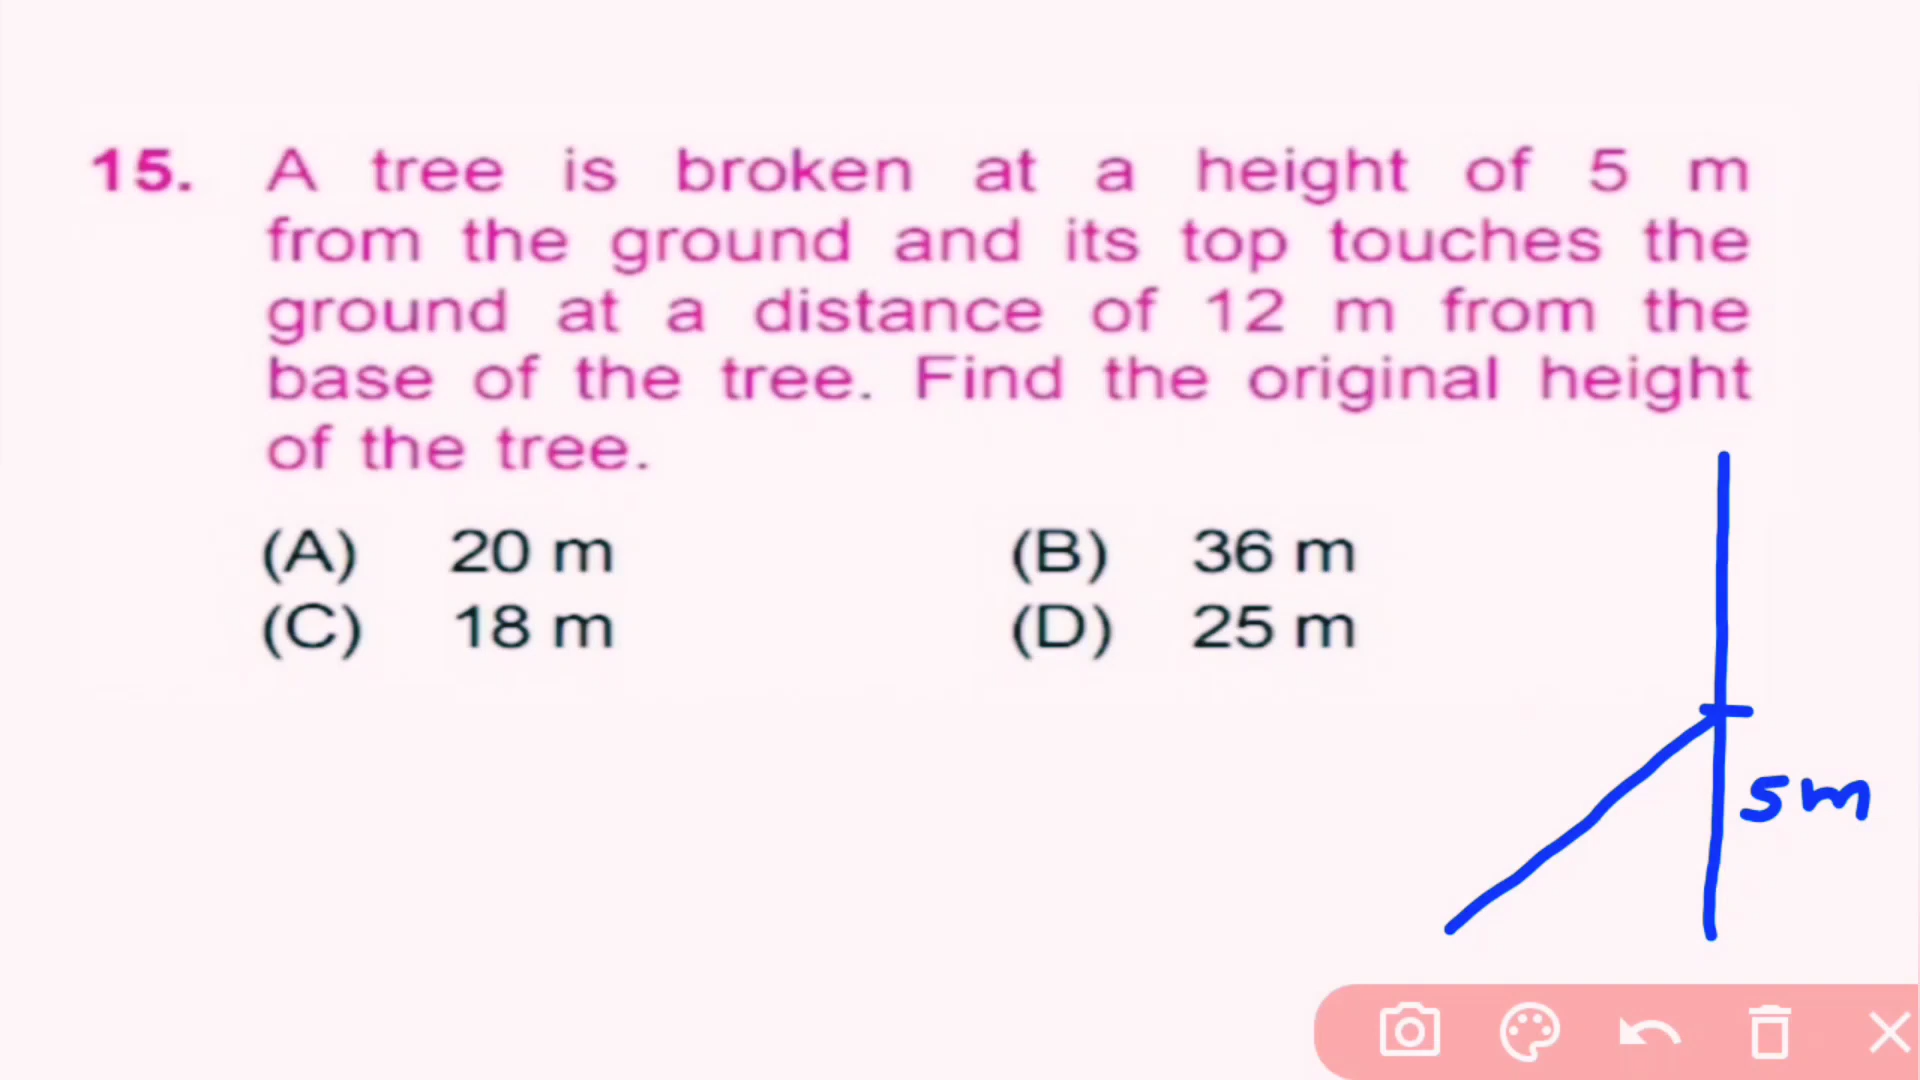 15. A tree is broken at a height of 5 m
from the ground and its top touches the
ground at a distance of 12 m from the
base of the tree. Find the original height
of the tree.
(A) 20 m (B) 36 m
(C) 18 m (D) 25 m
5m